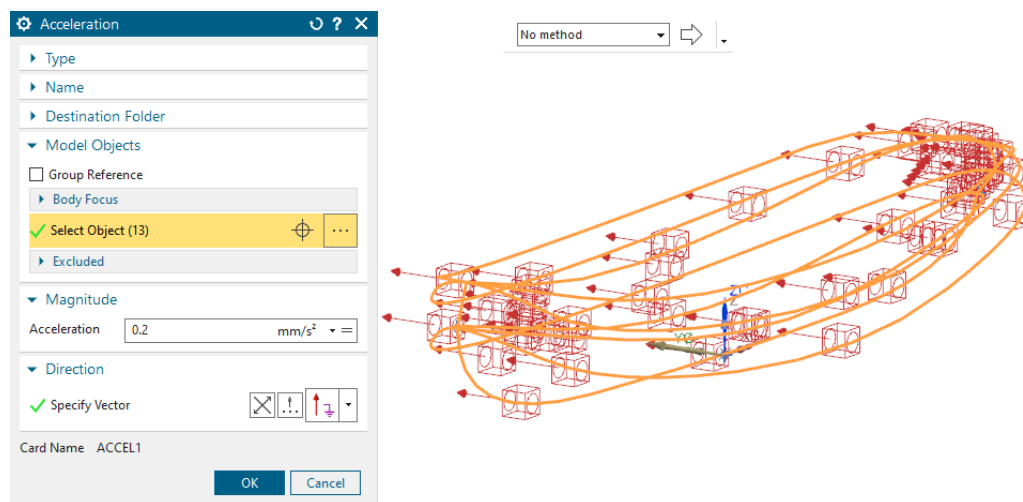 Acceleration
Type
Name
Destination Folder
Model Objects
Group Reference
Body Focus
Select Object (13)
Excluded
Magnitude
Acceleration 0.2 mm/s²
Direction
Specify Vector
Card Name ACCEL1
OK Cancel
No method
Z